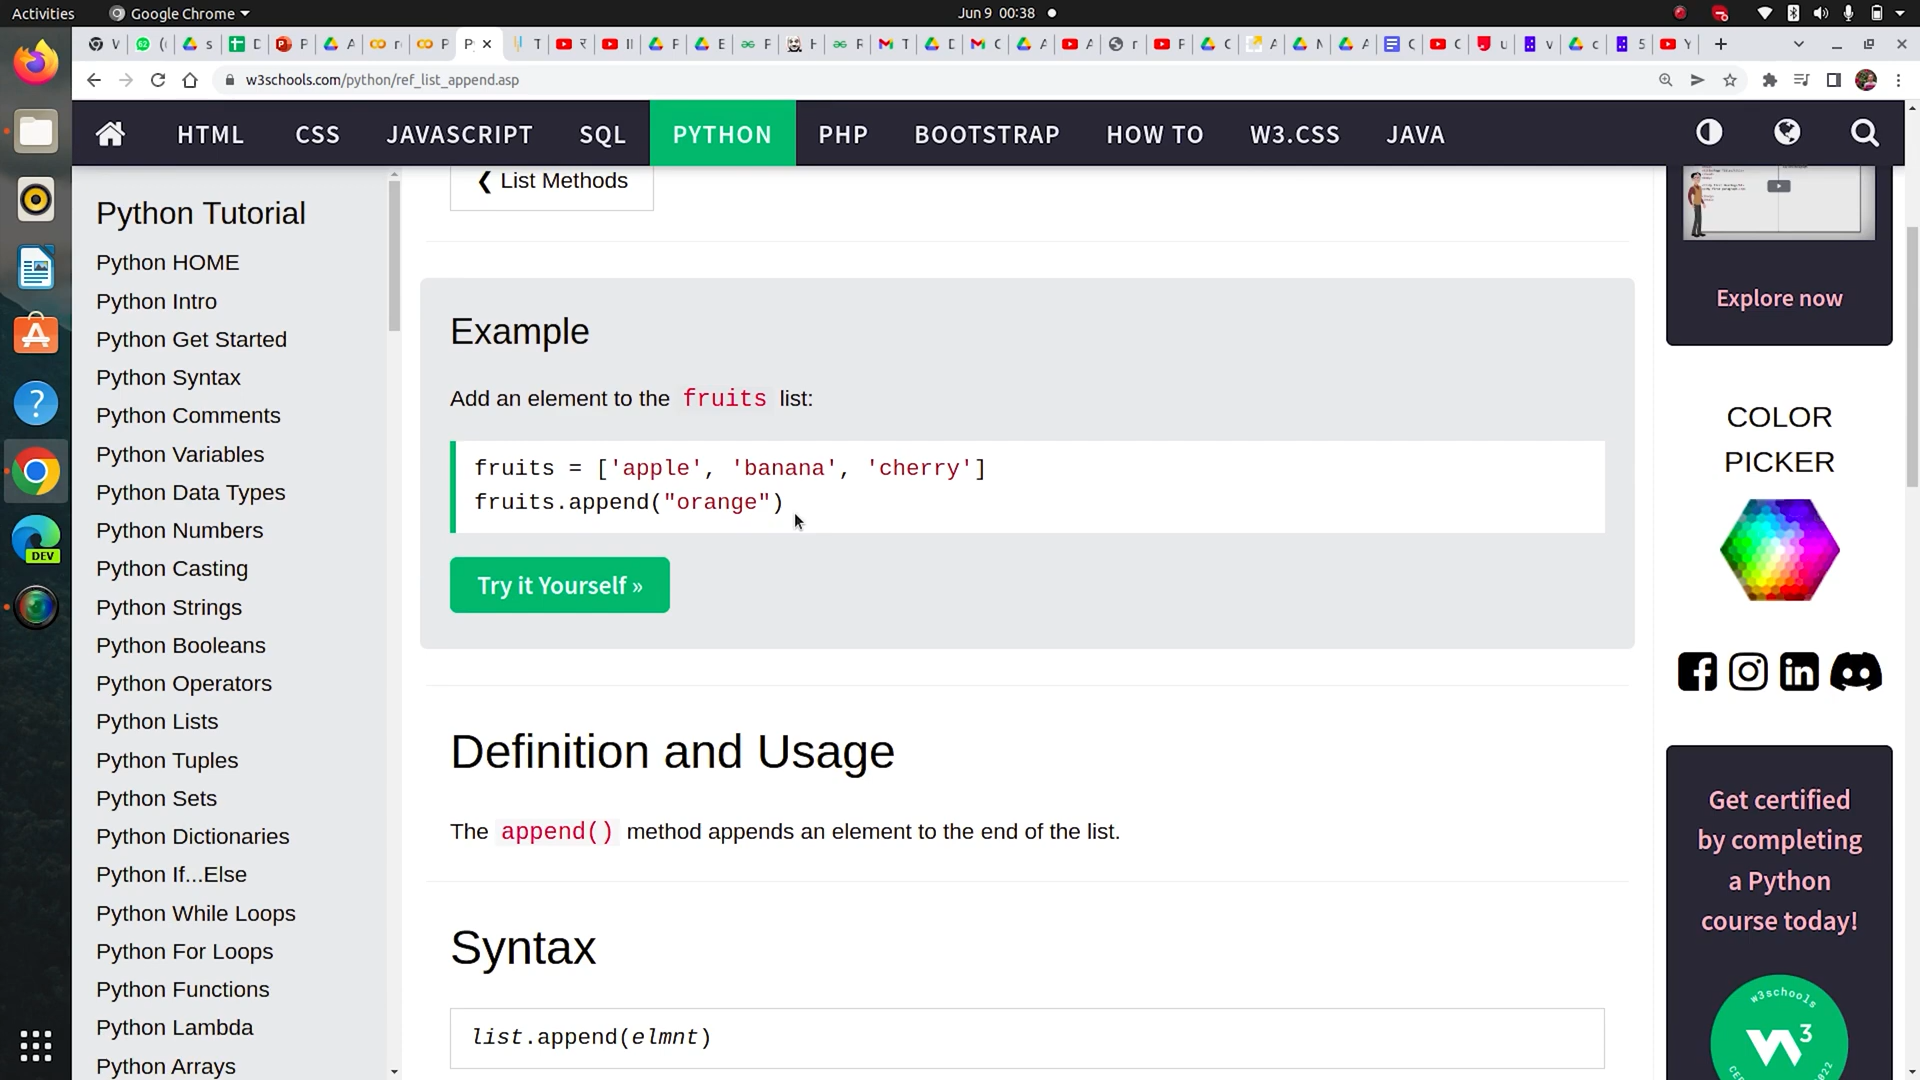 Activities
Google Chrome
Jun 9 00:38
w3schools.com/python/ref_list_append.asp
HTML
CSS
JAVASCRIPT
SQL
PYTHON
PHP
BOOTSTRAP
HOW TO
W3.CSS
JAVA
Python Tutorial
Python HOME
Python Intro
Python Get Started
Python Syntax
Python Comments
Python Variables
Python Data Types
Python Numbers
Python Casting
Python Strings
Python Booleans
Python Operators
Python Lists
Python Tuples
Python Sets
Python Dictionaries
Python If...Else
Python While Loops
Python For Loops
Python Functions
Python Lambda
Python Arrays
❮ List Methods
Example
Add an element to the fruits list:
fruits = ['apple', 'banana', 'cherry']
fruits.append("orange")
Try it Yourself »
Definition and Usage
The append() method appends an element to the end of the list.
Syntax
list.append(elmnt)
Explore now
COLOR
PICKER
Get certified
by completing
a Python
course today!
w3schools
DEV